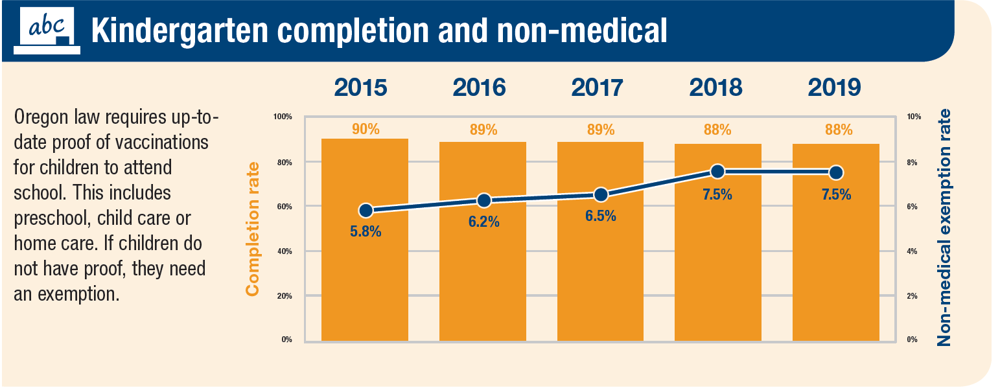 abc
Kindergarten completion and non-medical
Oregon law requires up-to-
date proof of vaccinations
for children to attend
school. This includes
preschool, child care or
home care. If children do
not have proof, they need
an exemption.
2015 2016 2017 2018 2019
Completion rate
100%
80%
60%
40%
20%
0%
90% 89% 89% 88% 88%
5.8% 6.2% 6.5% 7.5% 7.5%
10%
8%
6%
4%
2%
0%
Non-medical exemption rate